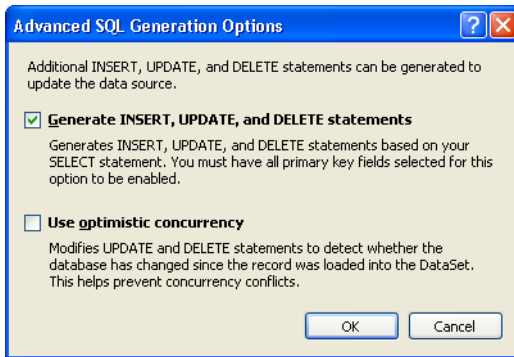 Advanced SQL Generation Options
Additional INSERT, UPDATE, and DELETE statements can be generated to
update the data source.
Generate INSERT, UPDATE, and DELETE statements
Generates INSERT, UPDATE, and DELETE statements based on your
SELECT statement. You must have all primary key fields selected for this
option to be enabled.
Use optimistic concurrency
Modifies UPDATE and DELETE statements to detect whether the
database has changed since the record was loaded into the DataSet.
This helps prevent concurrency conflicts.
OK Cancel